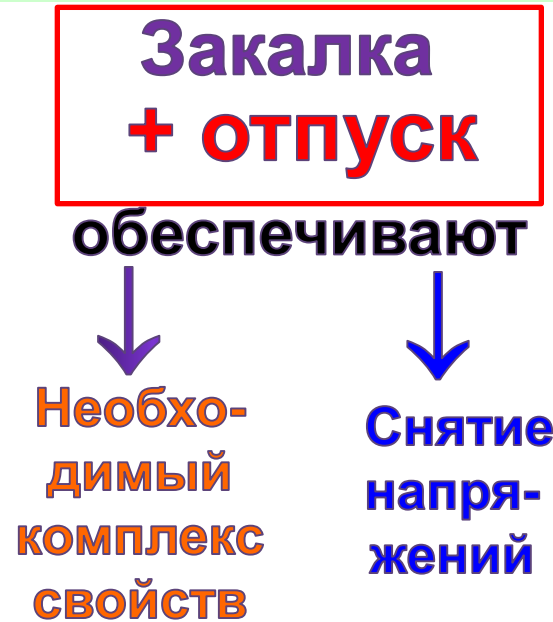 Закалка
+ отпуск
обеспечивают
Необхо-
димый
комплекс
свойств
Снятие
напря-
жений